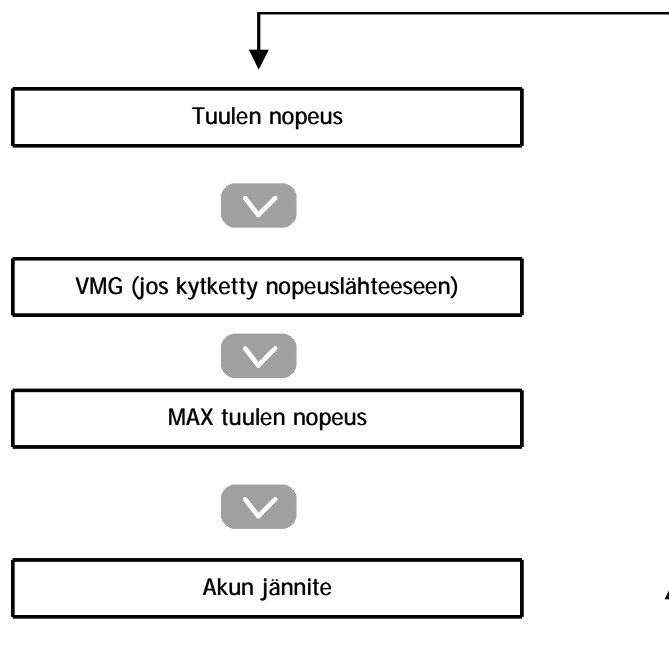 Tuulen nopeus
VMG (jos kytketty nopeuslähteeseen)
MAX tuulen nopeus
Akun jännite